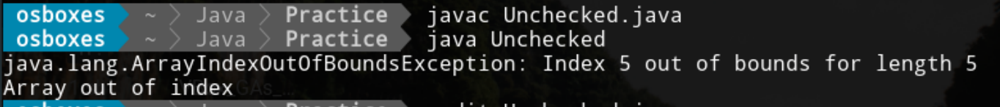 osboxes ~ Java Practice javac Unchecked.java
osboxes ~ Java Practice java Unchecked
java.lang.ArrayIndexOutOfBoundsException: Index 5 out of bounds for length 5
Array out of index